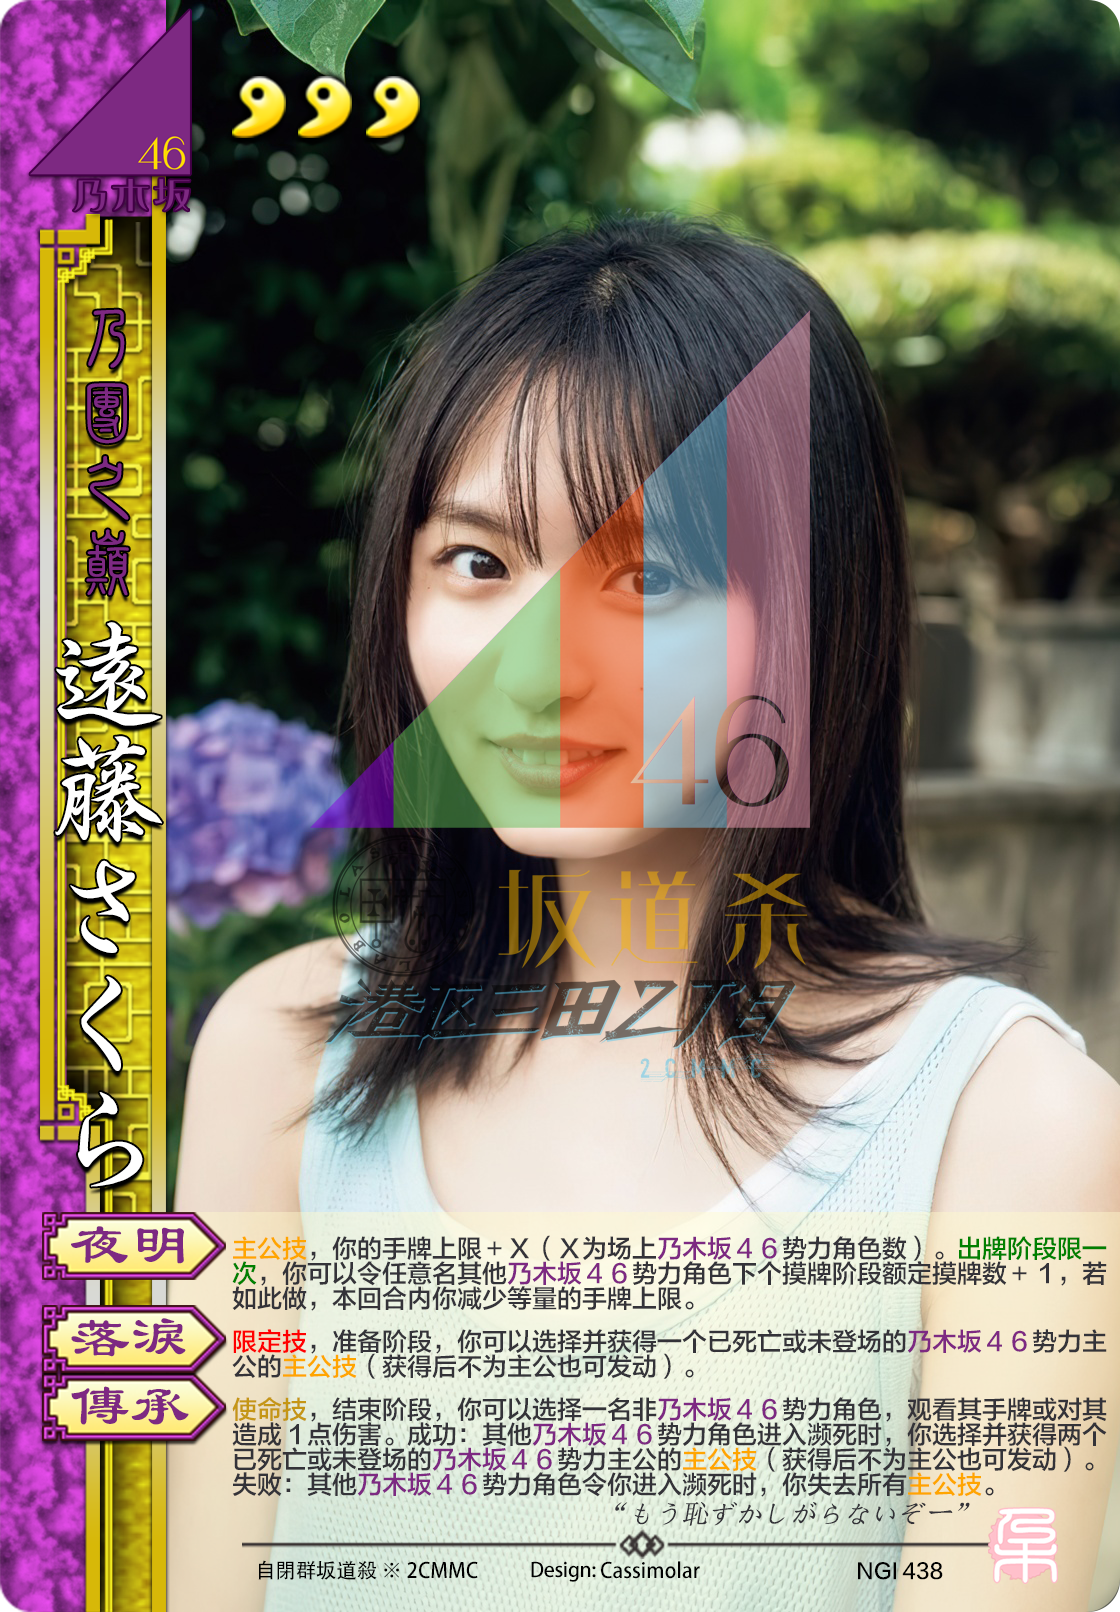 46
乃木坂
乃團之巔
遠藤さくら
46
坂道杀
港区三田乙丁目
2CMMC
夜明
主公技，你的手牌上限＋Ｘ（Ｘ为场上乃木坂４６势力角色数）。出牌阶段限一
次，你可以令任意名其他乃木坂４６势力角色下个摸牌阶段额定摸牌数＋１，若
如此做，本回合内你减少等量的手牌上限。
落淚
限定技，准备阶段，你可以选择并获得一个已死亡或未登场的乃木坂４６势力主
公的主公技（获得后不为主公也可发动）。
傳承
使命技，结束阶段，你可以选择一名非乃木坂４６势力角色，观看其手牌或对其
造成１点伤害。成功：其他乃木坂４６势力角色进入濒死时，你选择并获得两个
已死亡或未登场的乃木坂４６势力主公的主公技（获得后不为主公也可发动）。
失败：其他乃木坂４６势力角色令你进入濒死时，你失去所有主公技。
“もう恥ずかしがらないぞー”
自閉群坂道殺 ※ 2CMMC
Design: Cassimolar
NGI 438